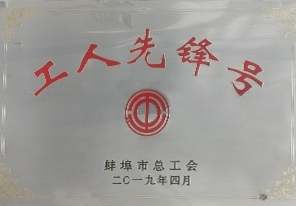 工人先锋号
蚌埠市总工会
二〇一九年四月